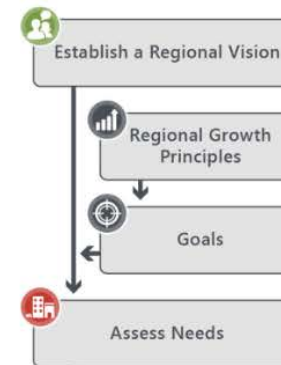 Establish a Regional Vision
Regional Growth
Principles
Goals
Assess Needs